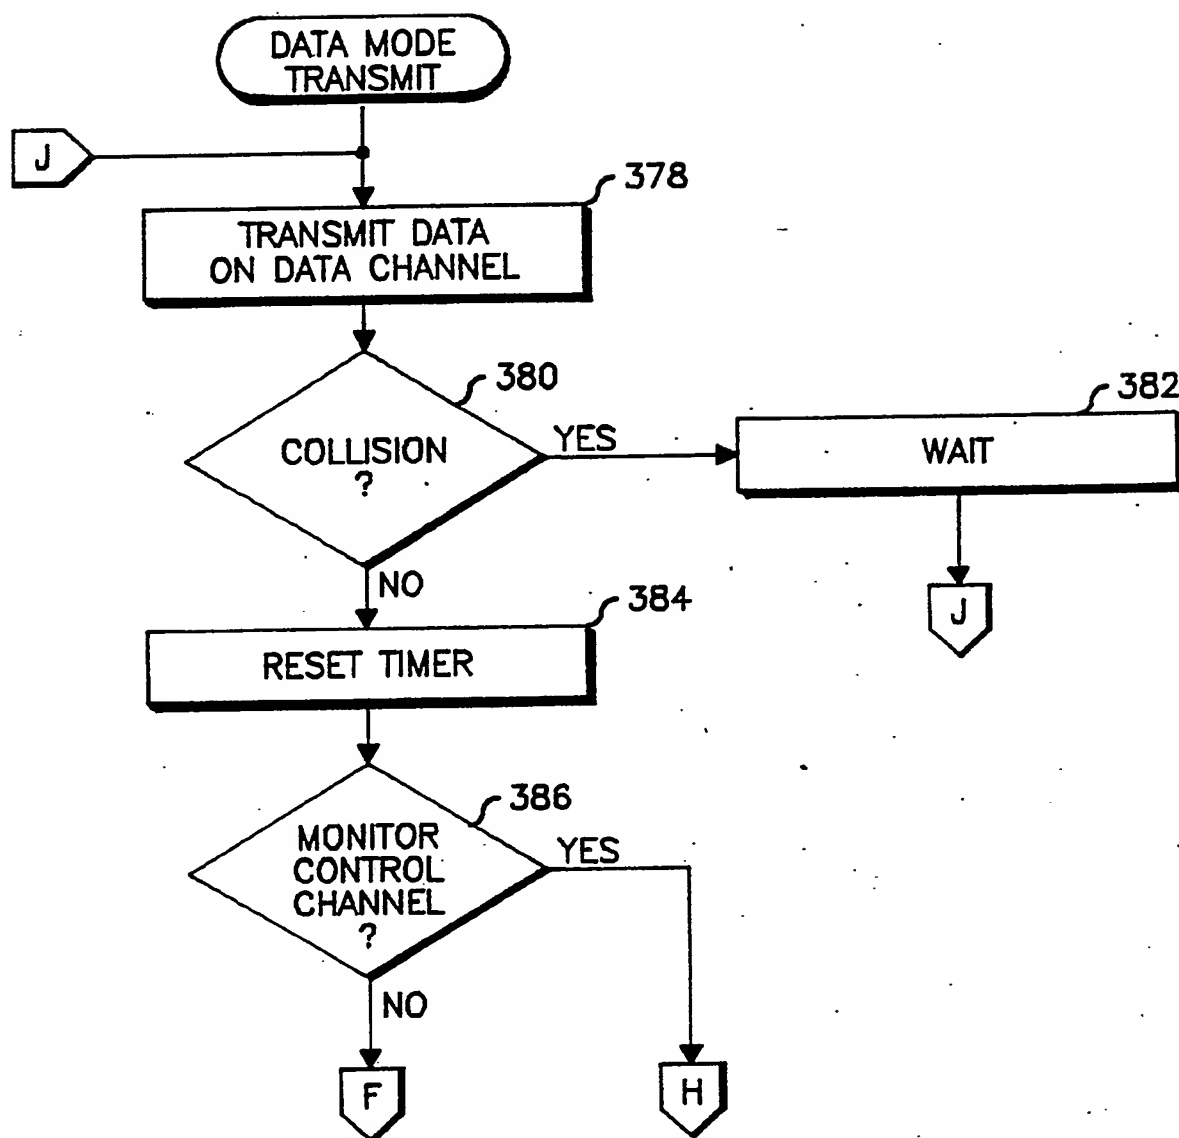 DATA MODE
TRANSMIT
J
378
TRANSMIT DATA
ON DATA CHANNEL
380
COLLISION
?
YES
382
WAIT
J
NO
384
RESET TIMER
386
MONITOR
CONTROL
CHANNEL
?
YES
NO
F
H